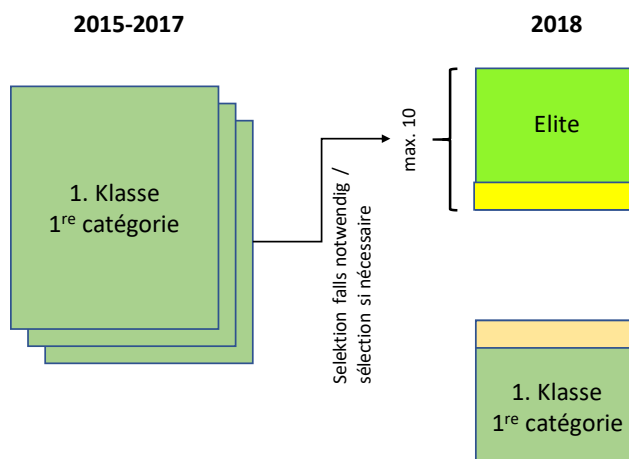 2015-2017
2018
1. Klasse
1re catégorie
Selektion falls notwendig /
sélection si nécessaire
max. 10
Elite
1. Klasse
1re catégorie